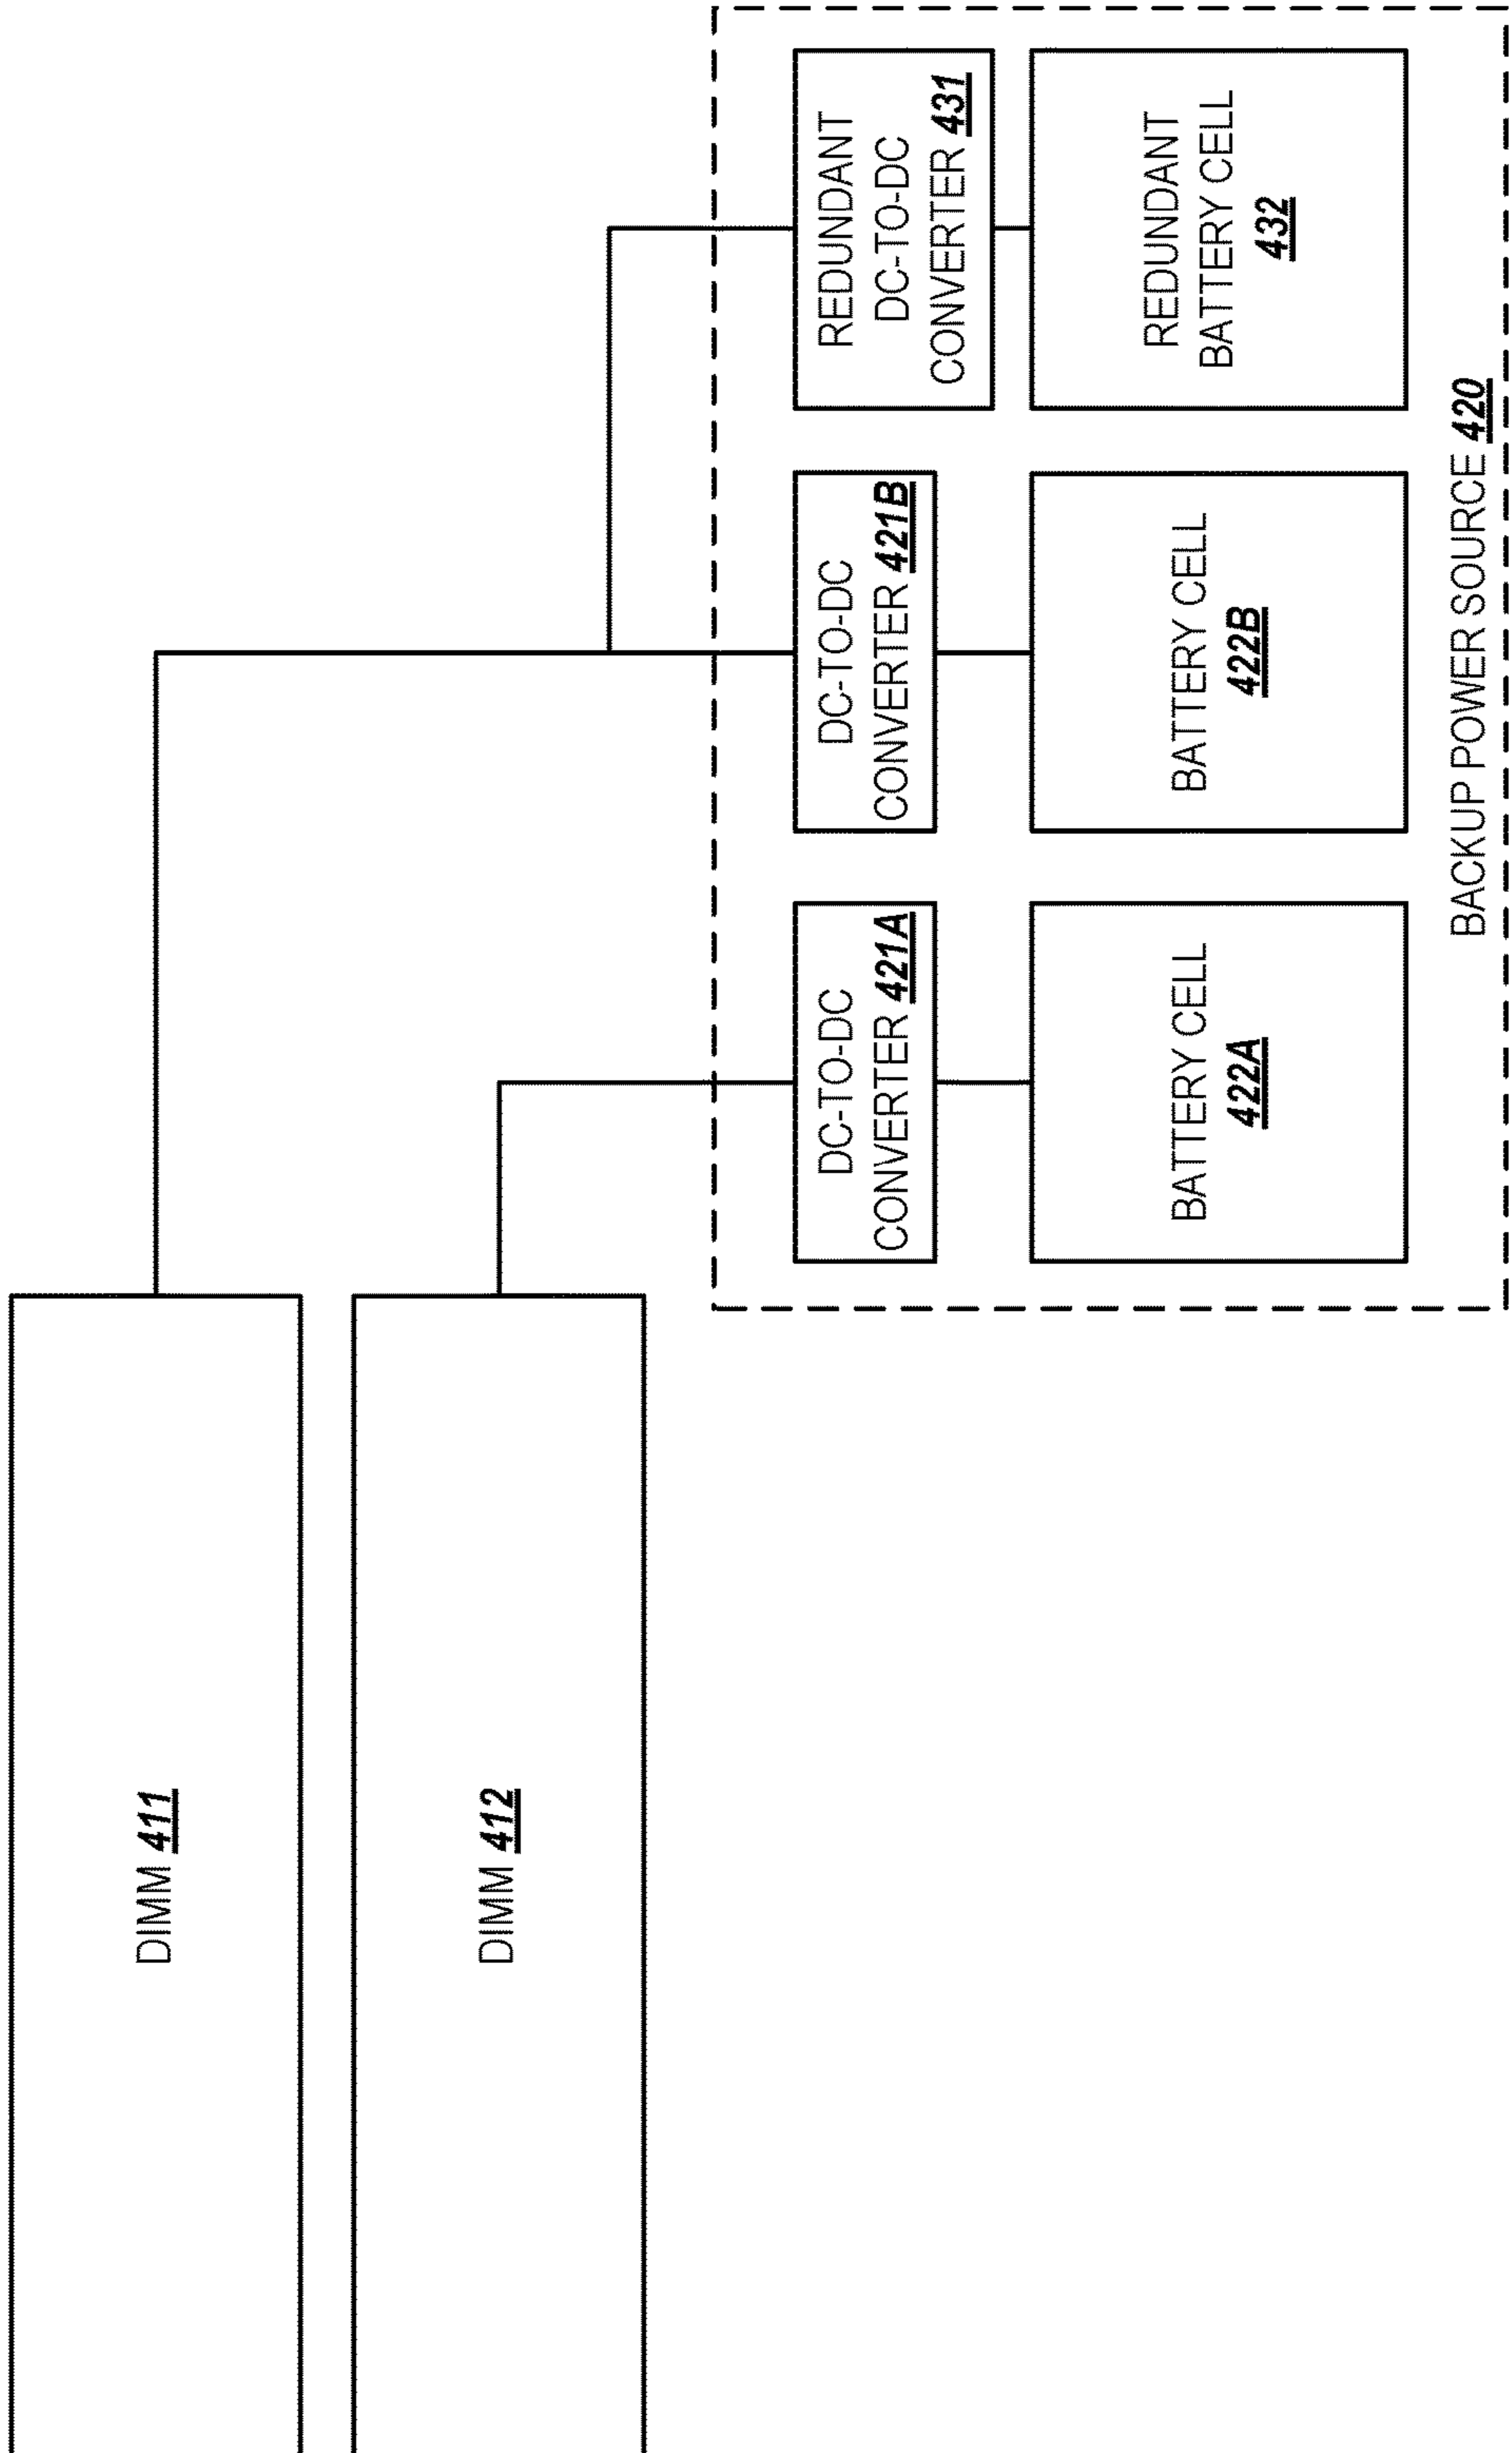 DIMM 411
DIMM 412
DC-TO-DC
CONVERTER 421A
DC-TO-DC
CONVERTER 421B
REDUNDANT
DC-TO-DC
CONVERTER 431
BATTERY CELL
422A
BATTERY CELL
422B
REDUNDANT
BATTERY CELL
432
BACKUP POWER SOURCE 420